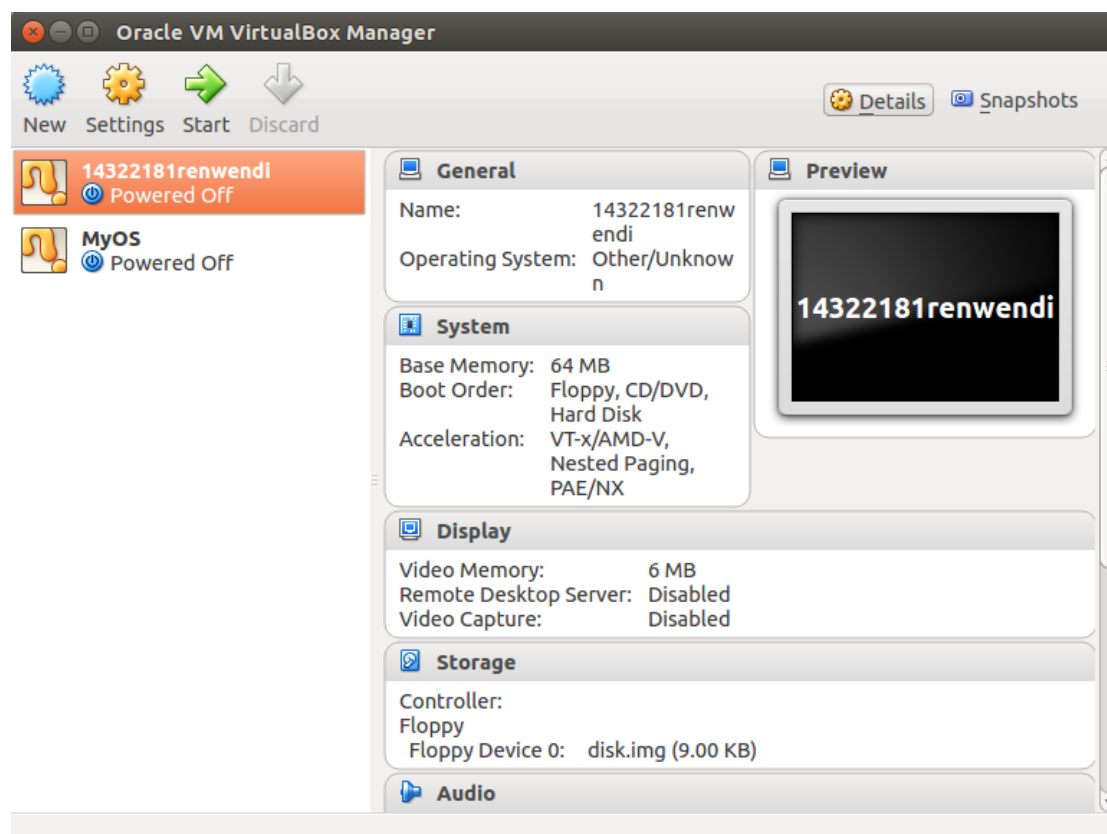 Oracle VM VirtualBox Manager
New Settings Start Discard
Details Snapshots
14322181renwendi
Powered Off
MyOS
Powered Off
General
Name: 14322181renw
endi
Operating System: Other/Unknow
n
System
Base Memory: 64 MB
Boot Order: Floppy, CD/DVD,
Hard Disk
Acceleration: VT-x/AMD-V,
Nested Paging,
PAE/NX
Preview
14322181renwendi
Display
Video Memory: 6 MB
Remote Desktop Server: Disabled
Video Capture: Disabled
Storage
Controller:
Floppy
Floppy Device 0: disk.img (9.00 KB)
Audio